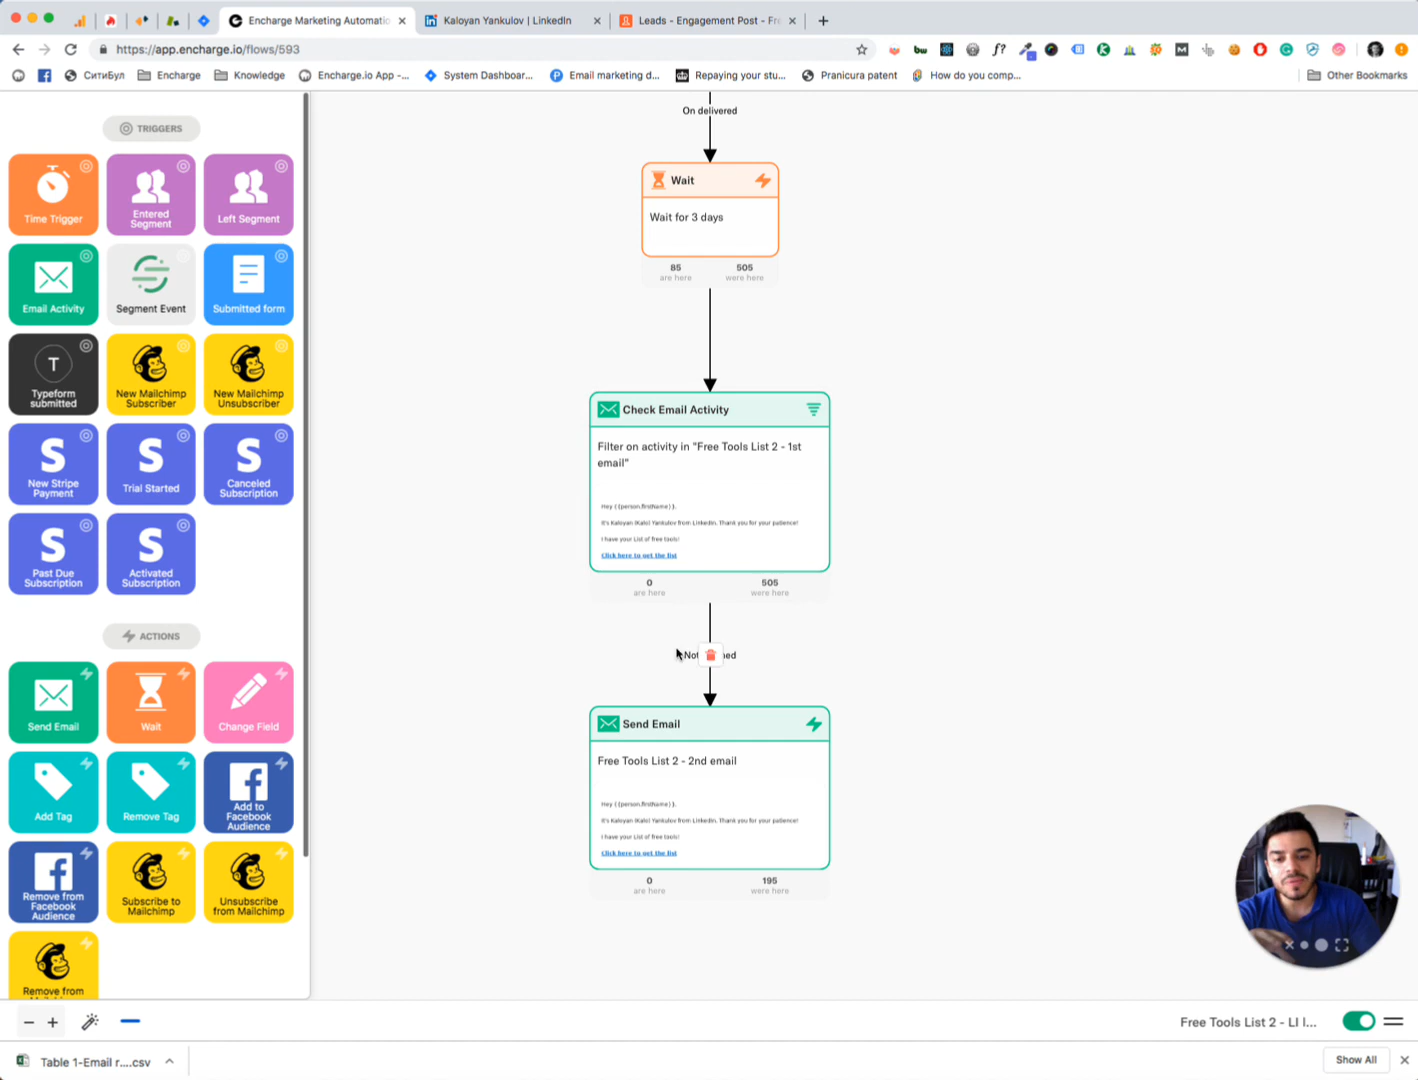 Encharge Marketing Automatio
Kaloyan Yankulov | LinkedIn
Leads - Engagement Post - Fre
https://app.encharge.io/flows/593
СитиБул
Encharge
Knowledge
Encharge.io App -...
System Dashboar...
Email marketing d...
Repaying your stu...
Pranicura patent
How do you comp...
Other Bookmarks
TRIGGERS
Time Trigger
Entered Segment
Left Segment
Email Activity
Segment Event
Submitted form
T
Typeform submitted
New Mailchimp Subscriber
New Mailchimp Unsubscriber
S
New Stripe Payment
S
Trial Started
S
Canceled Subscription
S
Past Due Subscription
S
Activated Subscription
ACTIONS
Send Email
Wait
Change Field
Add Tag
Remove Tag
Add to Facebook Audience
Remove from Facebook Audience
Subscribe to Mailchimp
Unsubscribe from Mailchimp
Remove from
On delivered
Wait
Wait for 3 days
85
are here
505
were here
Check Email Activity
Filter on activity in "Free Tools List 2 - 1st
email"
Hey {{person.firstName}},
It's Kaloyan (Kalo) Yankulov from LinkedIn. Thank you for your patience!
I have your List of free tools!
Click here to get the list
0
are here
505
were here
Not
Send Email
Free Tools List 2 - 2nd email
Hey {{person.firstName}},
It's Kaloyan (Kalo) Yankulov from LinkedIn. Thank you for your patience!
I have your List of free tools!
Click here to get the list
0
are here
195
were here
Free Tools List 2 - LI l...
Table 1-Email r....csv
Show All